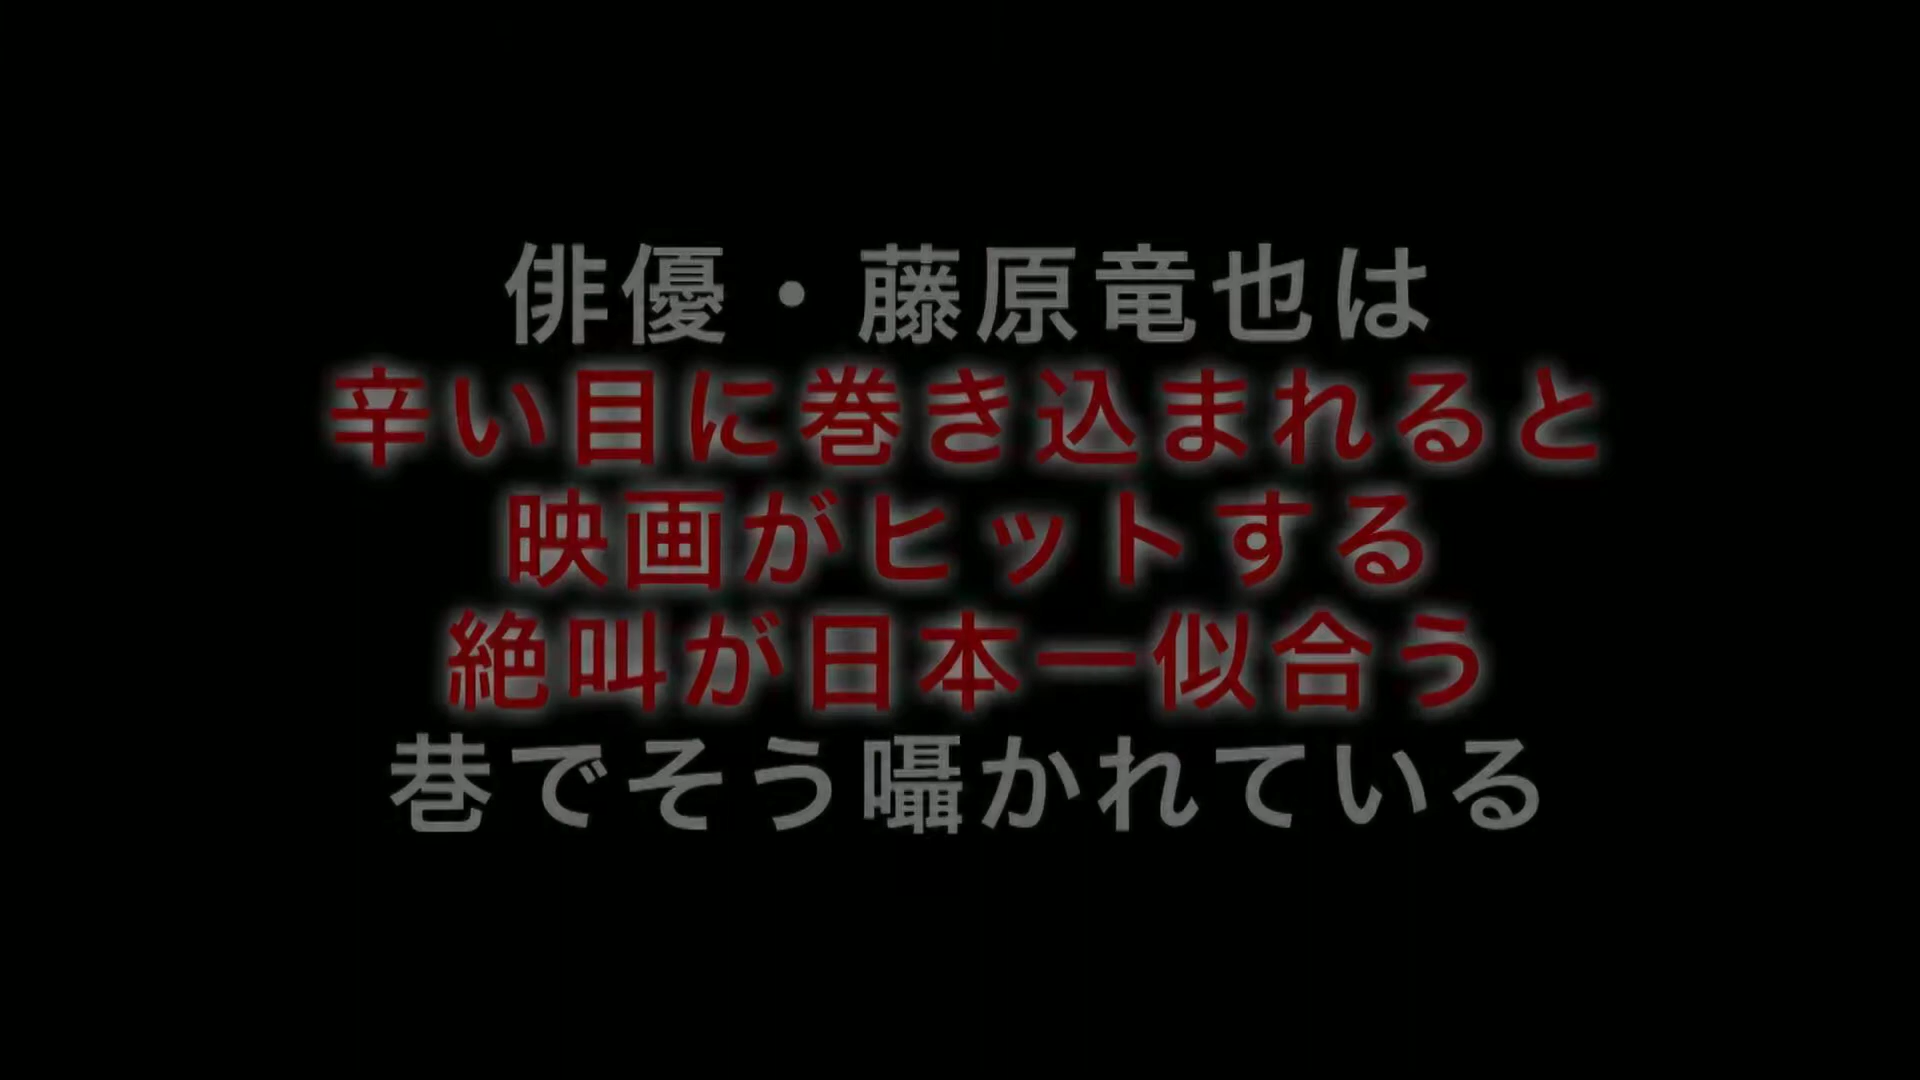 俳優・藤原竜也は
辛い目に巻き込まれると
映画がヒットする
絶叫が日本一似合う
巷でそう囁かれている